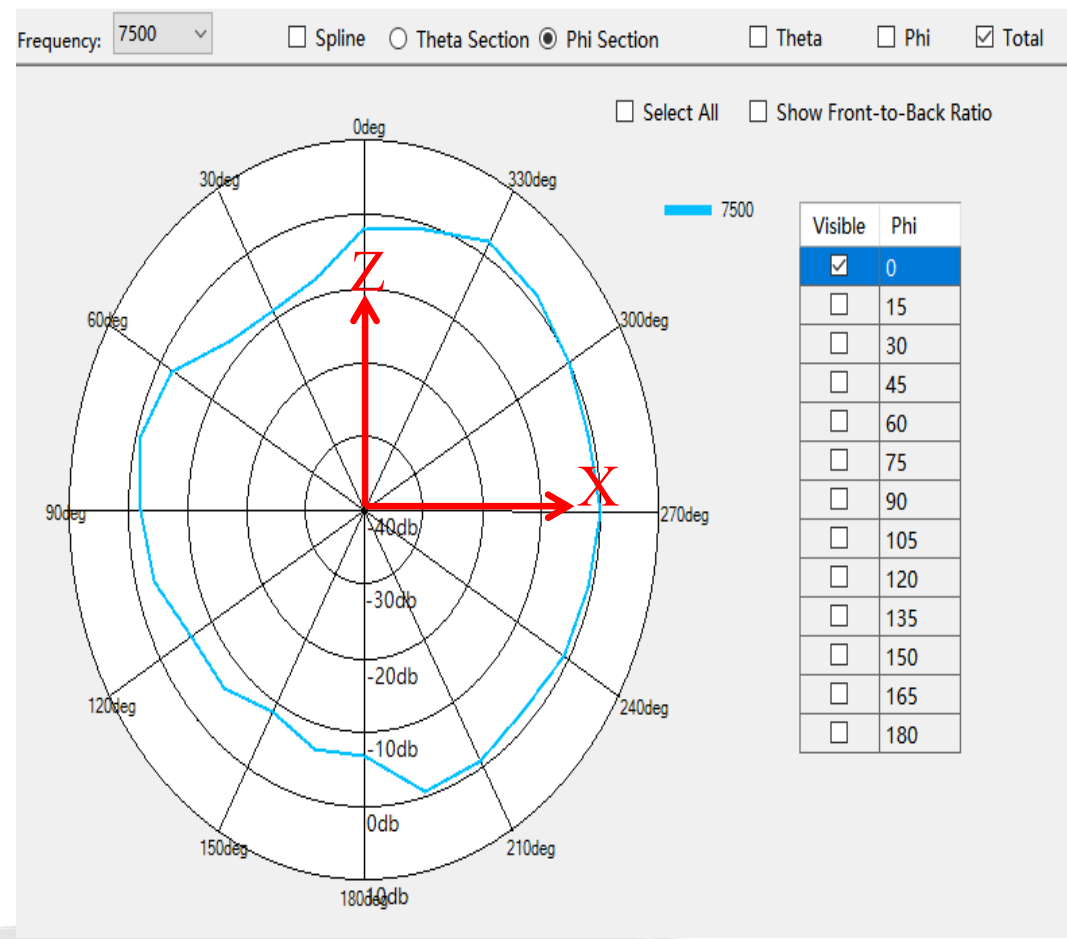 Frequency: 7500 Spline Theta Section Phi Section Theta Phi Total
Select All Show Front-to-Back Ratio
0deg
30deg 330deg
7500
Visible Phi
0
15
30
45
60
75
90
105
120
135
150
165
180
Z
60deg 300deg
X
90deg 270deg
-40db
-30db
-20db
120deg 240deg
-10db
0db
150deg 210deg
180deg 10db